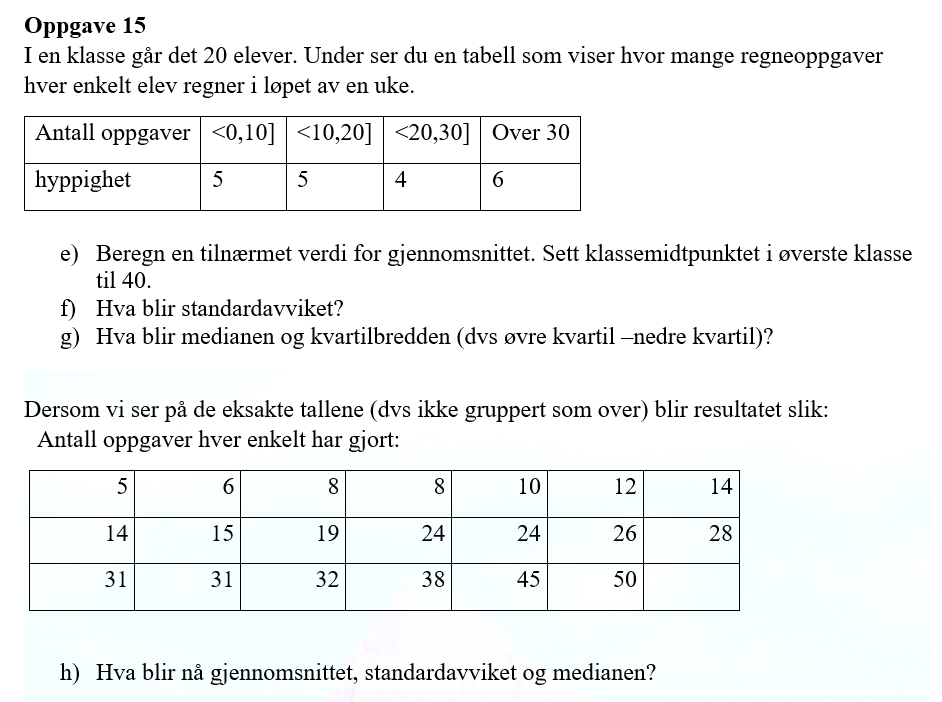 Oppgave 15
I en klasse går det 20 elever. Under ser du en tabell som viser hvor mange regneoppgaver
hver enkelt elev regner i løpet av en uke.
Antall oppgaver <0,10] <10,20] <20,30] Over 30
hyppighet 5 5 4 6
e) Beregn en tilnærmet verdi for gjennomsnittet. Sett klassemidtpunktet i øverste klasse
til 40.
f) Hva blir standardavviket?
g) Hva blir medianen og kvartilbredden (dvs øvre kvartil –nedre kvartil)?
Dersom vi ser på de eksakte tallene (dvs ikke gruppert som over) blir resultatet slik:
Antall oppgaver hver enkelt har gjort:
5 6 8 8 10 12 14
14 15 19 24 24 26 28
31 31 32 38 45 50
h) Hva blir nå gjennomsnittet, standardavviket og medianen?